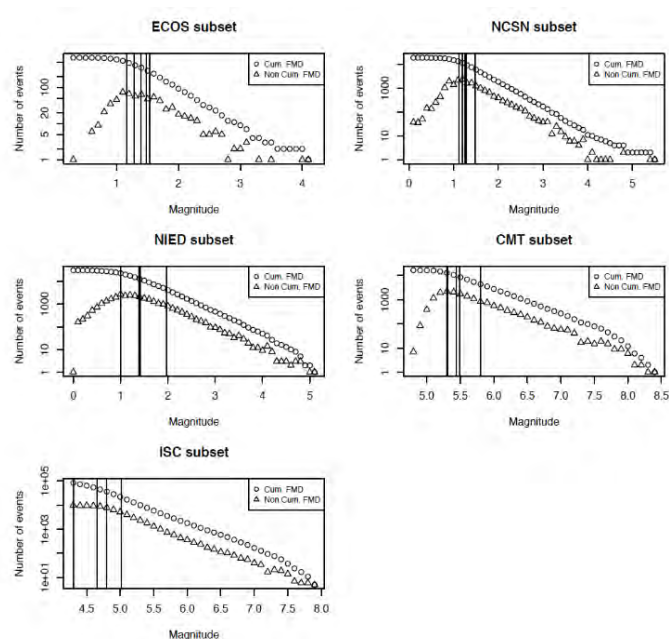 ECOS subset
Number of events
100
20
5
1
1 2 3 4
Magnitude
Cum. FMD
Non Cum. FMD
NCSN subset
Number of events
1000
10
1
0 1 2 3 4 5
Magnitude
Cum. FMD
Non Cum. FMD
NIED subset
Number of events
1000
10
1
0 1 2 3 4 5
Magnitude
Cum. FMD
Non Cum. FMD
CMT subset
Number of events
1000
10
1
5.0 5.5 6.0 6.5 7.0 7.5 8.0 8.5
Magnitude
Cum. FMD
Non Cum. FMD
ISC subset
Number of events
1e+05
1e+03
1e+01
4.5 5.0 5.5 6.0 6.5 7.0 7.5 8.0
Magnitude
Cum. FMD
Non Cum. FMD